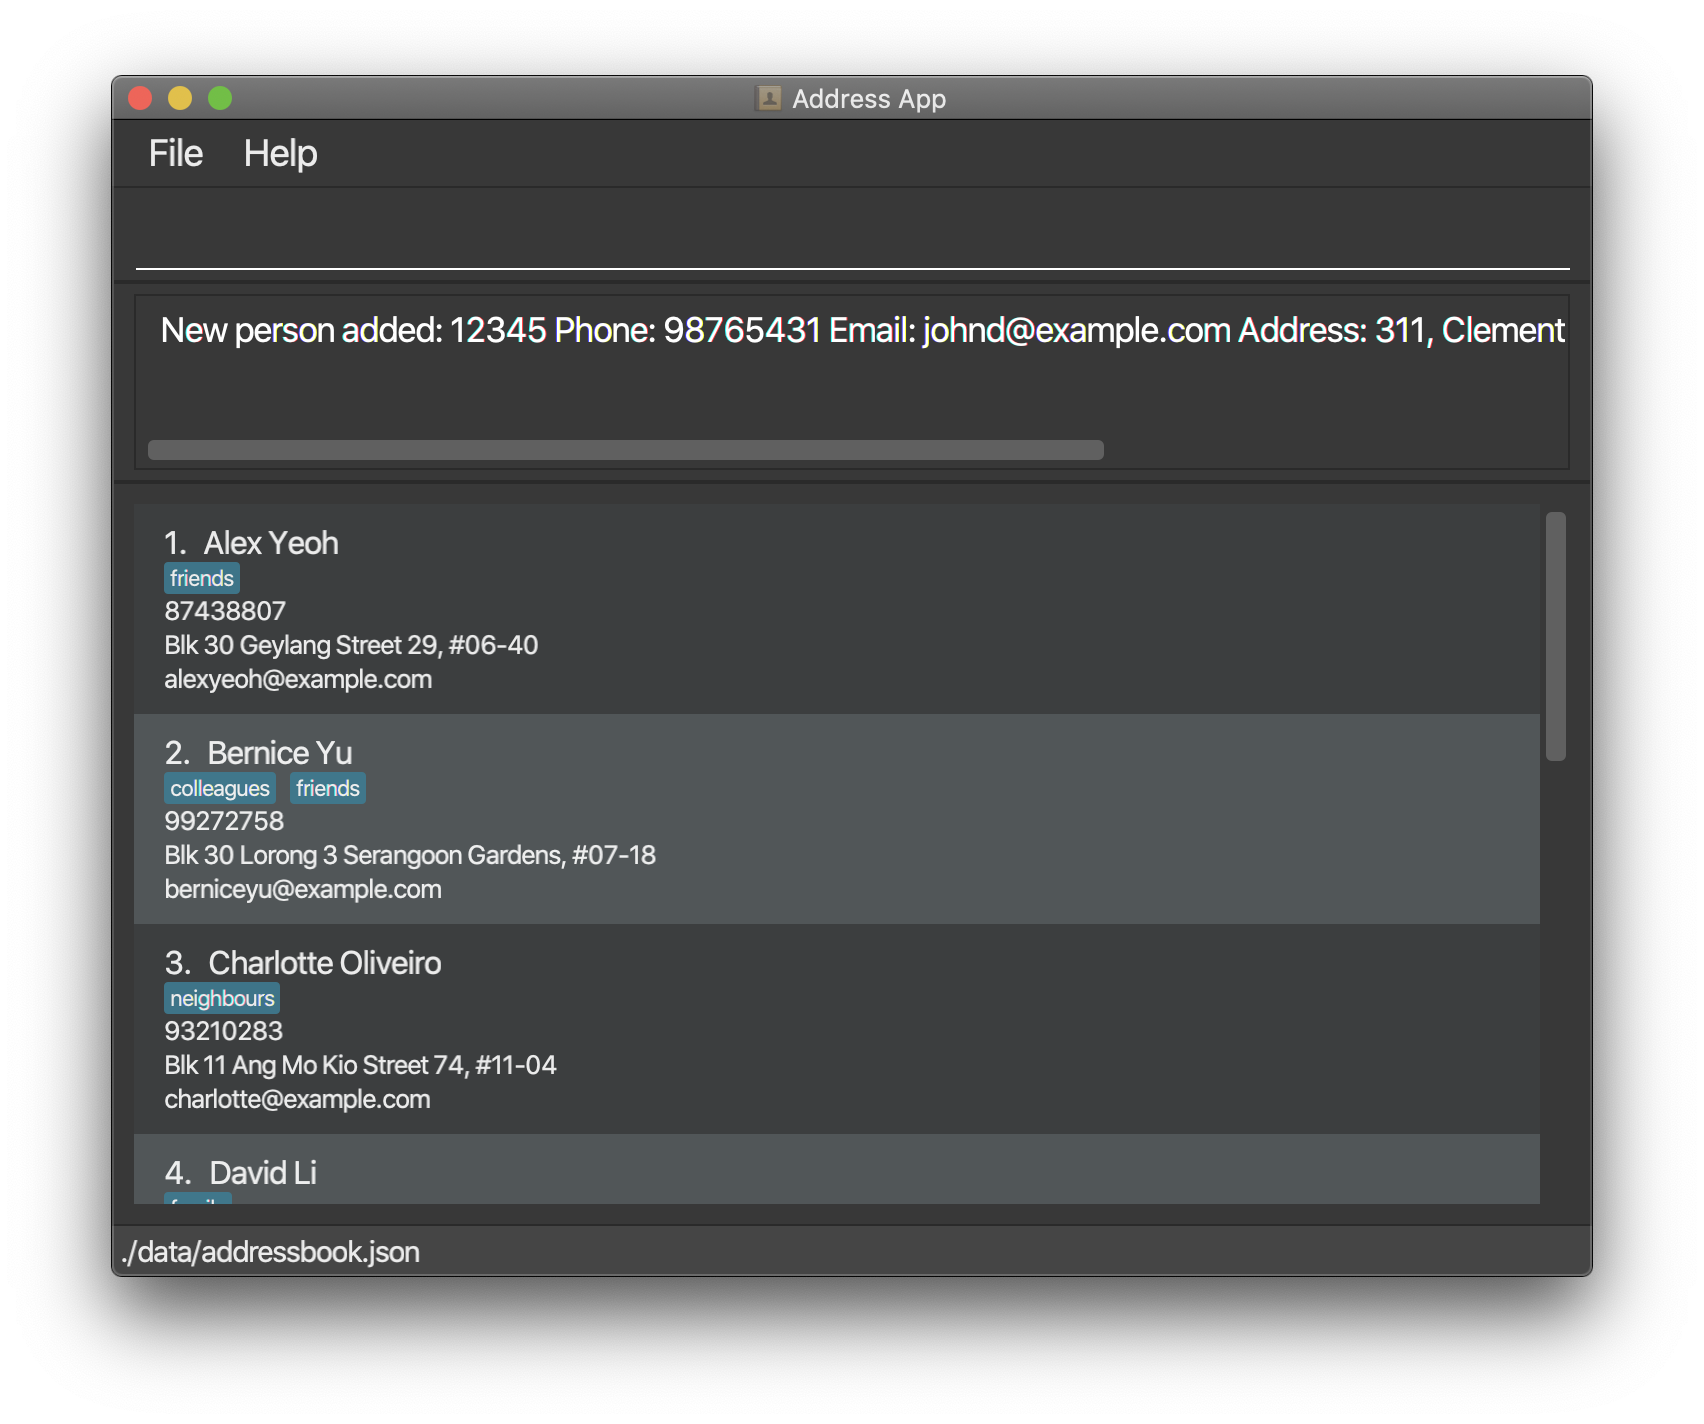 Address App
File Help
New person added: 12345 Phone: 98765431 Email: johnd@example.com Address: 311, Clement
1. Alex Yeoh
friends
87438807
Blk 30 Geylang Street 29, #06-40
alexyeoh@example.com
2. Bernice Yu
colleagues friends
99272758
Blk 30 Lorong 3 Serangoon Gardens, #07-18
berniceyu@example.com
3. Charlotte Oliveiro
neighbours
93210283
Blk 11 Ang Mo Kio Street 74, #11-04
charlotte@example.com
4. David Li
./data/addressbook.json